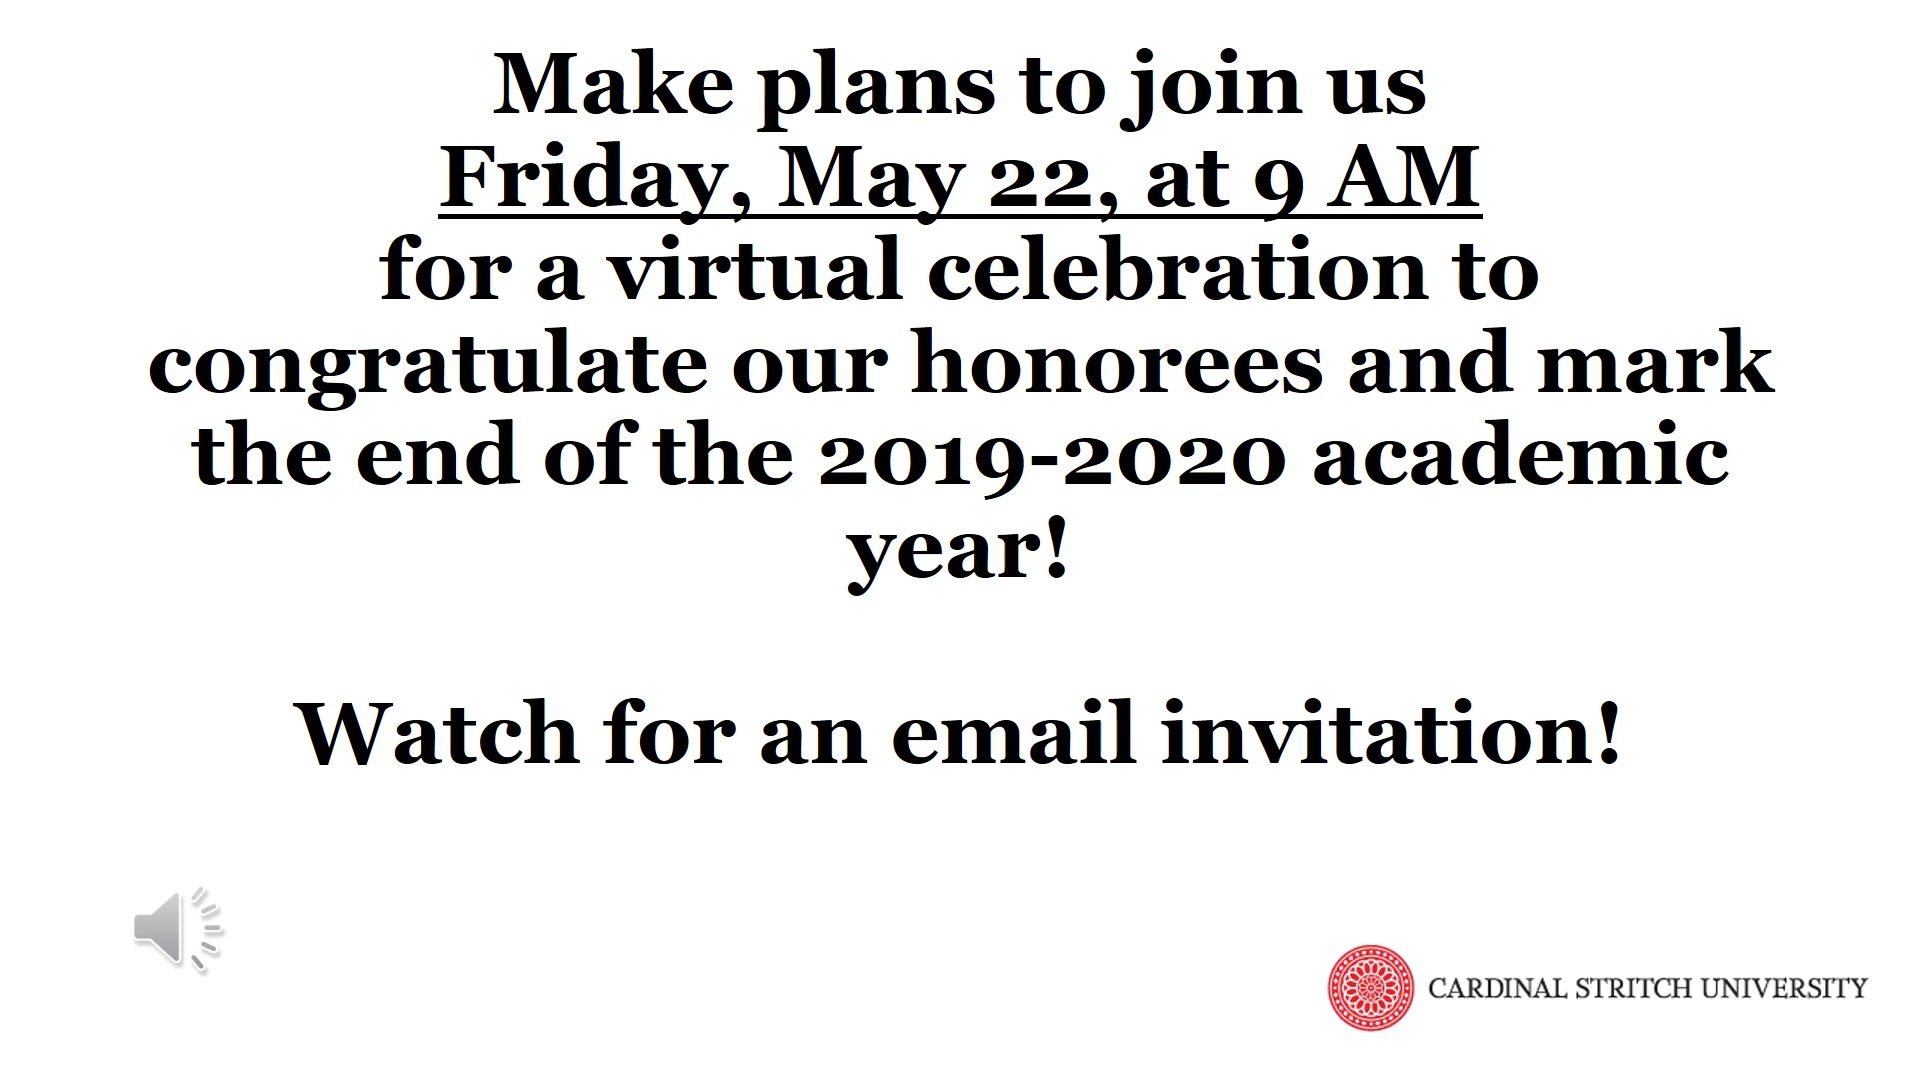 Make plans to join us
Friday, May 22, at 9 AM
for a virtual celebration to
congratulate our honorees and mark
the end of the 2019-2020 academic
year!
Watch for an email invitation!
CARDINAL STRITCH UNIVERSITY